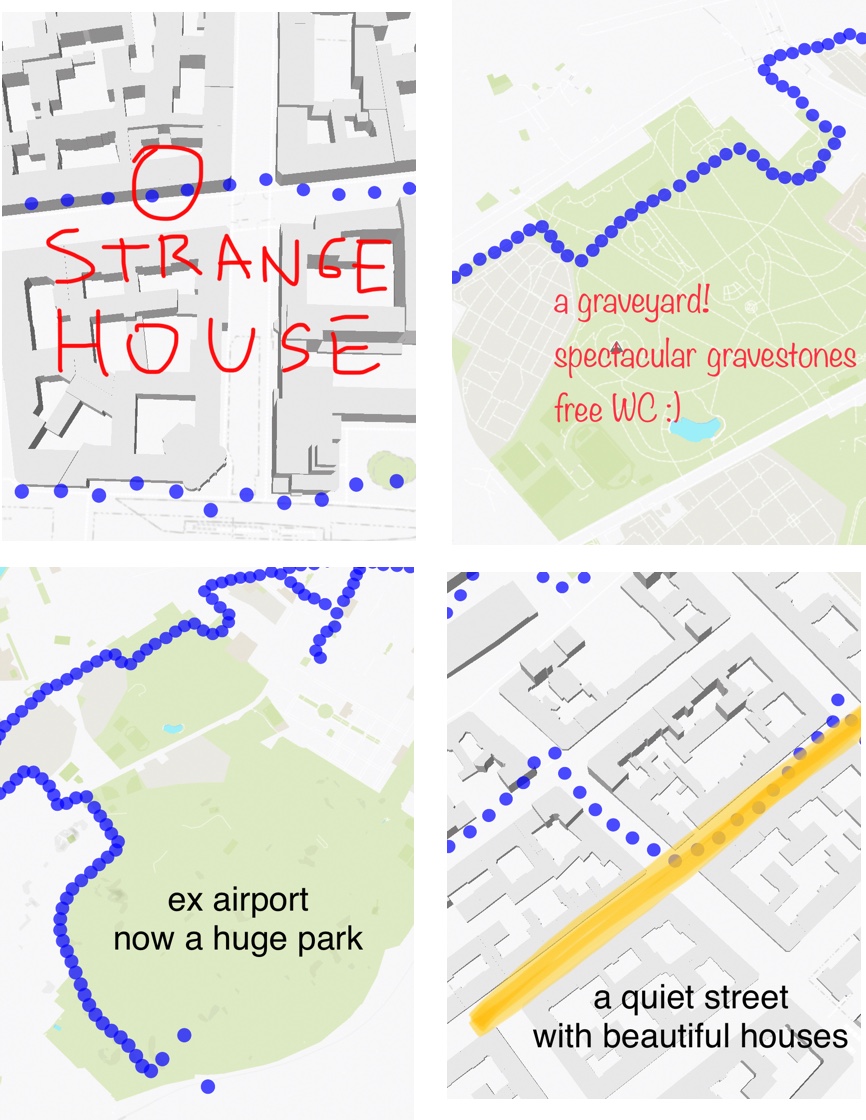 STRANGE
HOUSE
a graveyard!
spectacular gravestones
free WC :)
ex airport
now a huge park
a quiet street
with beautiful houses